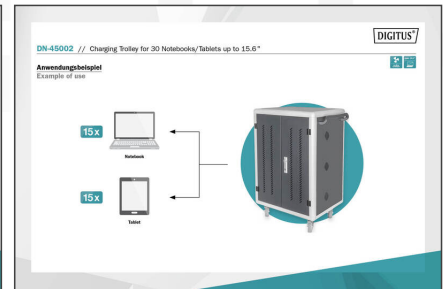 DIGITUS®
DN-45002 // Charging Trolley for 30 Notebooks/Tablets up to 15.6"
Anwendungsbeispiel
Example of use
15x
Notebook
15x
Tablet